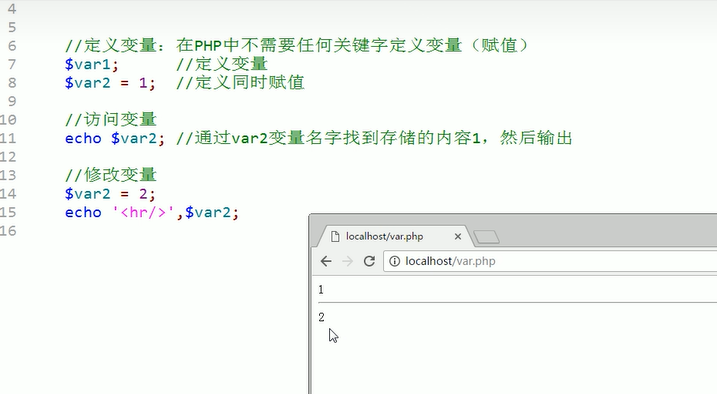 4
5
6 //定义变量：在PHP中不需要任何关键字定义变量（赋值）
7 $var1; //定义变量
8 $var2 = 1; //定义同时赋值
9
10 //访问变量
11 echo $var2; //通过var2变量名字找到存储的内容1，然后输出
12
13 //修改变量
14 $var2 = 2;
15 echo '<hr/>',$var2;
16
localhost/var.php
localhost/var.php
1
2